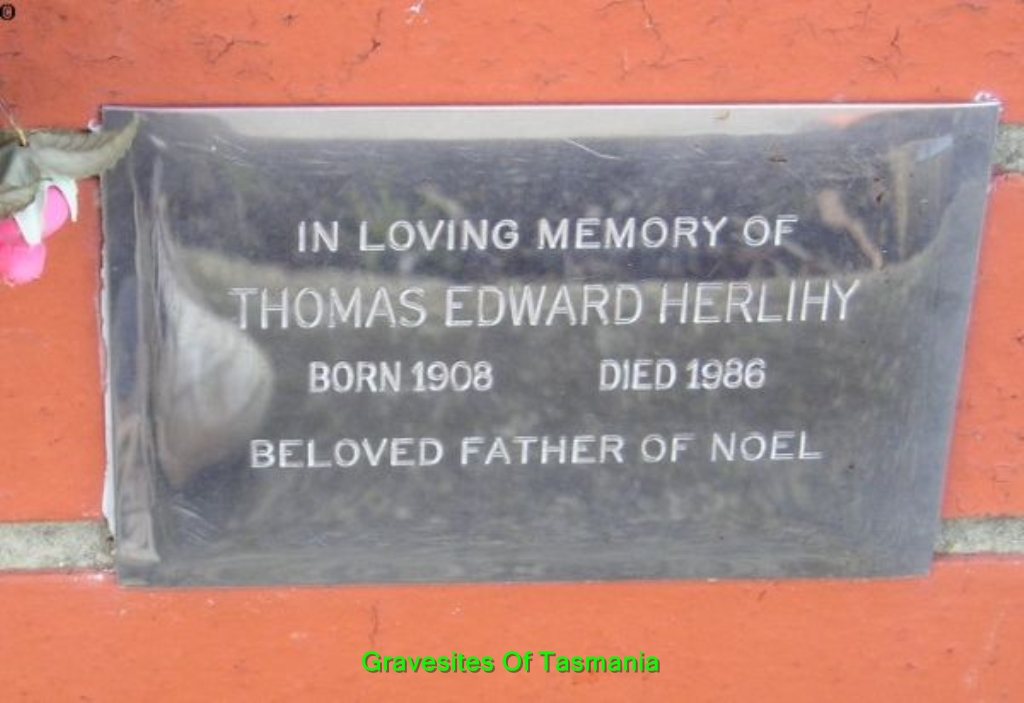 ©
IN LOVING MEMORY OF
THOMAS EDWARD HERLIHY
BORN 1908 DIED 1986
BELOVED FATHER OF NOEL
Gravesites Of Tasmania